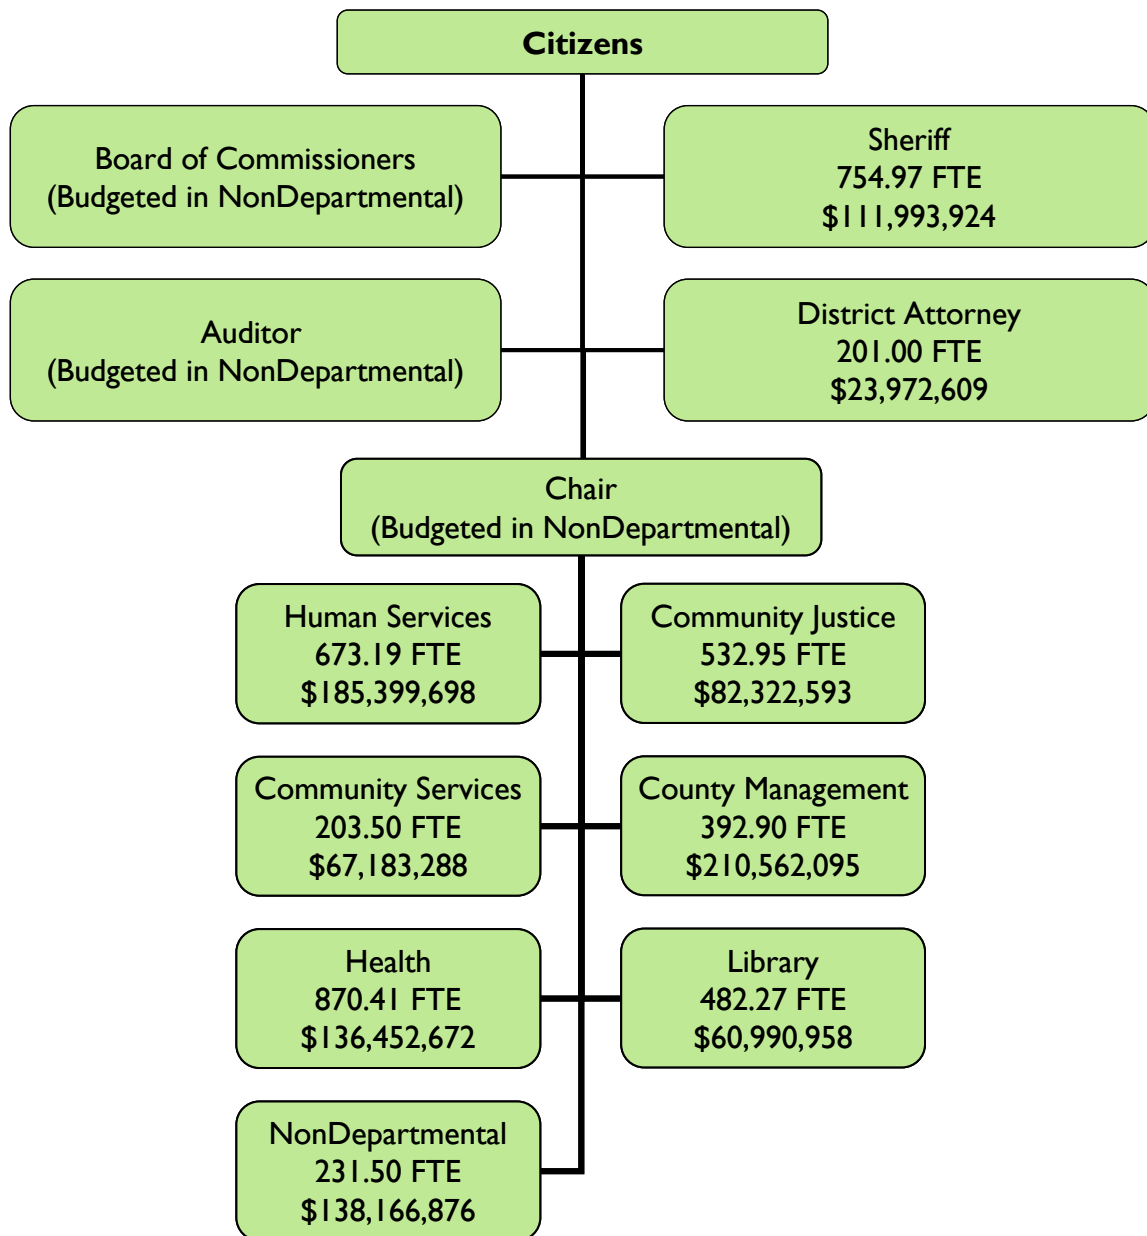 Citizens
Board of Commissioners
(Budgeted in NonDepartmental)
Sheriff
754.97 FTE
$111,993,924
Auditor
(Budgeted in NonDepartmental)
District Attorney
201.00 FTE
$23,972,609
Chair
(Budgeted in NonDepartmental)
Human Services
673.19 FTE
$185,399,698
Community Justice
532.95 FTE
$82,322,593
Community Services
203.50 FTE
$67,183,288
County Management
392.90 FTE
$210,562,095
Health
870.41 FTE
$136,452,672
Library
482.27 FTE
$60,990,958
NonDepartmental
231.50 FTE
$138,166,876